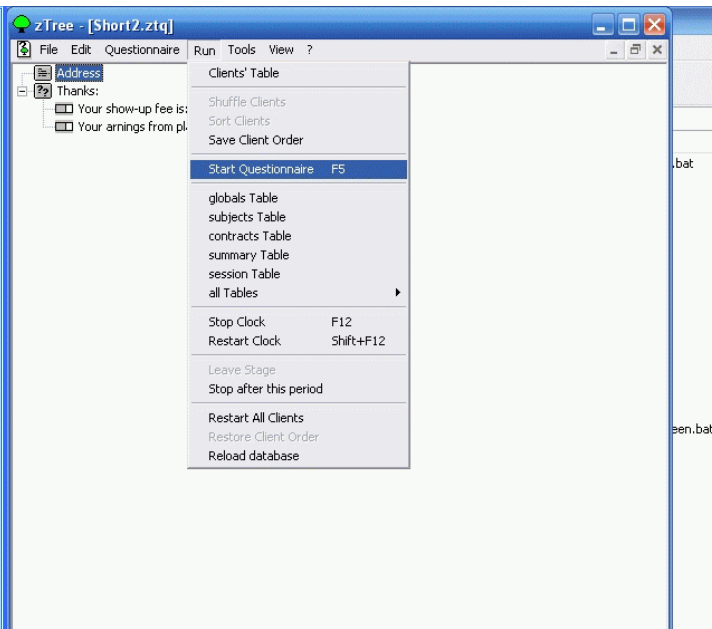 zTree - [Short2.ztq]
File Edit Questionnaire Run Tools View ?
Address
Thanks:
Your show-up fee is:
Your arnings from pl
Clients' Table
Shuffle Clients
Sort Clients
Save Client Order
Start Questionnaire F5
globals Table
subjects Table
contracts Table
summary Table
session Table
all Tables
Stop Clock F12
Restart Clock Shift+F12
Leave Stage
Stop after this period
Restart All Clients
Restore Client Order
Reload database
.bat
een.bat